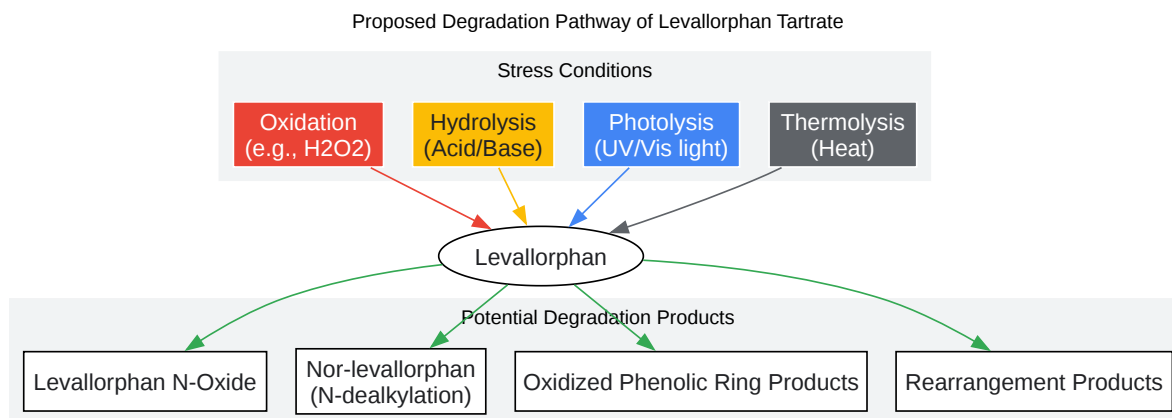 Proposed Degradation Pathway of Levallorphan Tartrate
Stress Conditions
Oxidation
(e.g., H2O2)
Hydrolysis
(Acid/Base)
Photolysis
(UV/Vis light)
Thermolysis
(Heat)
Levallorphan
Potential Degradation Products
Levallorphan N-Oxide
Nor-levallorphan
(N-dealkylation)
Oxidized Phenolic Ring Products
Rearrangement Products